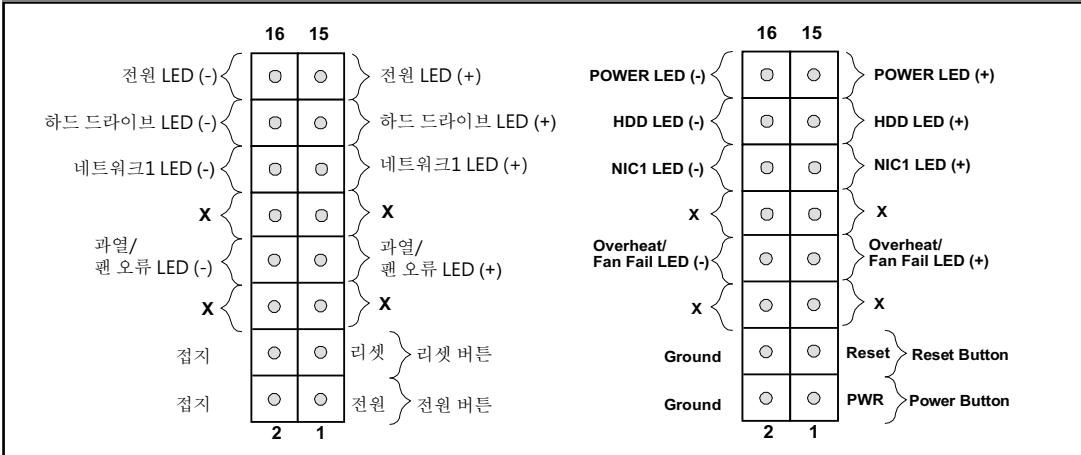 16 15
전원 LED (-) 전원 LED (+)
하드 드라이브 LED (-) 하드 드라이브 LED (+)
네트워크1 LED (-) 네트워크1 LED (+)
X X
과열/ 과열/
팬 오류 LED (-) 팬 오류 LED (+)
X X
접지 리셋 리셋 버튼
접지 전원 전원 버튼
2 1
16 15
POWER LED (-) POWER LED (+)
HDD LED (-) HDD LED (+)
NIC1 LED (-) NIC1 LED (+)
X X
Overheat/ Overheat/
Fan Fail LED (-) Fan Fail LED (+)
X X
Ground Reset Reset Button
Ground PWR Power Button
2 1